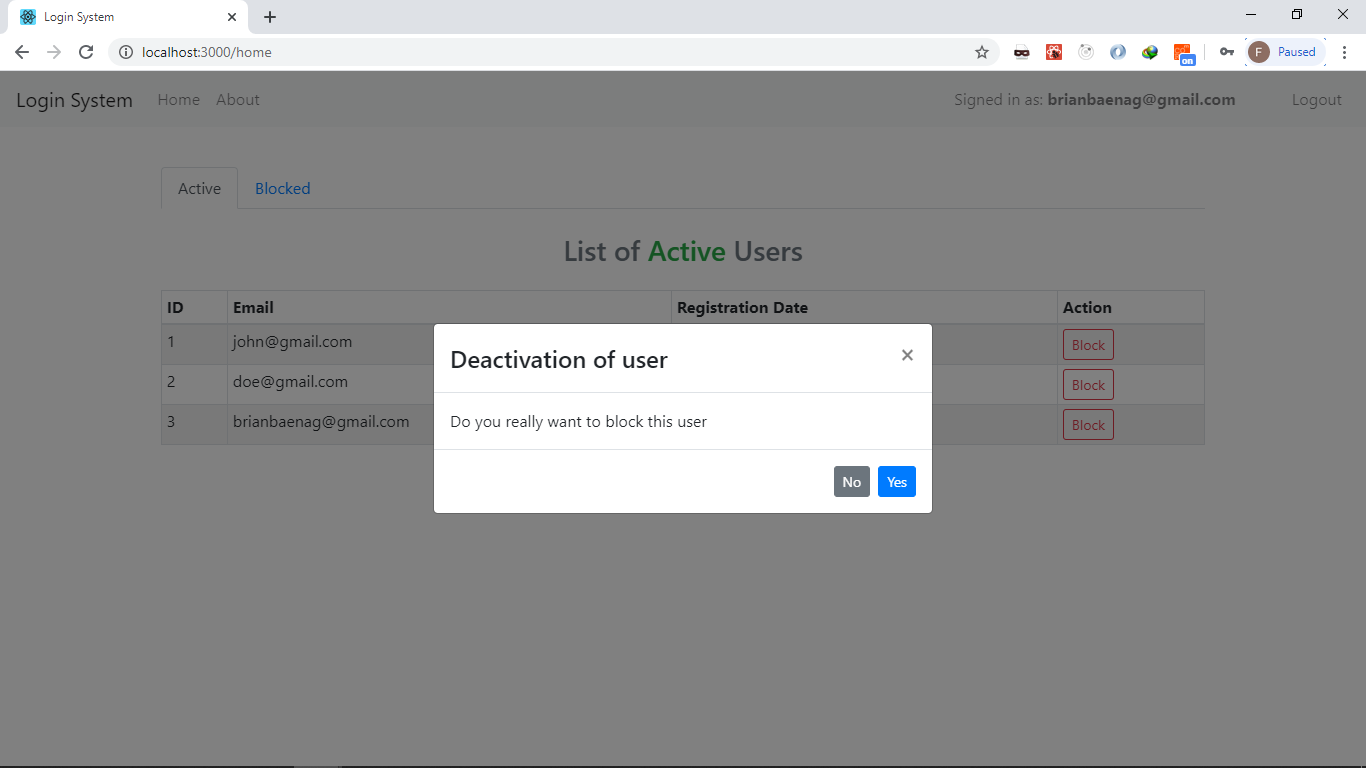 Login System
localhost:3000/home
on
F Paused
Login System Home About Signed in as: brianbaenag@gmail.com Logout
Active Blocked
List of Active Users
ID Email Registration Date Action
1 john@gmail.com Block
2 doe@gmail.com Block
3 brianbaenag@gmail.com Block
Deactivation of user ×
Do you really want to block this user
No Yes